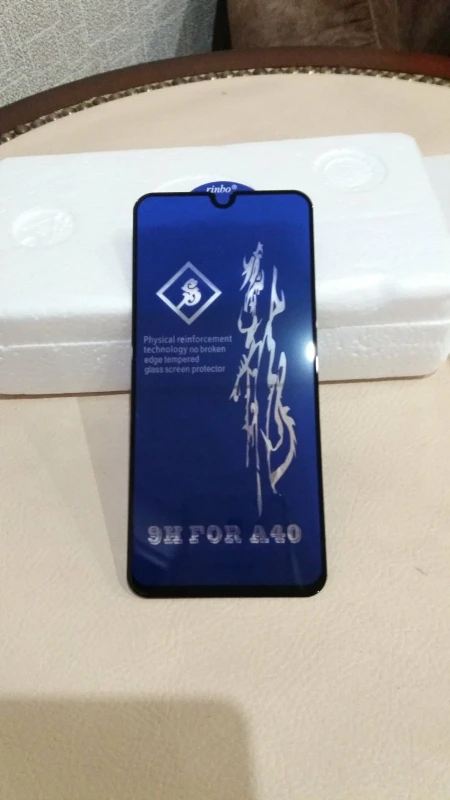 rinbo®
Physical reinforcement
technology no broken
edge tempered
glass screen protector
9H FOR A40